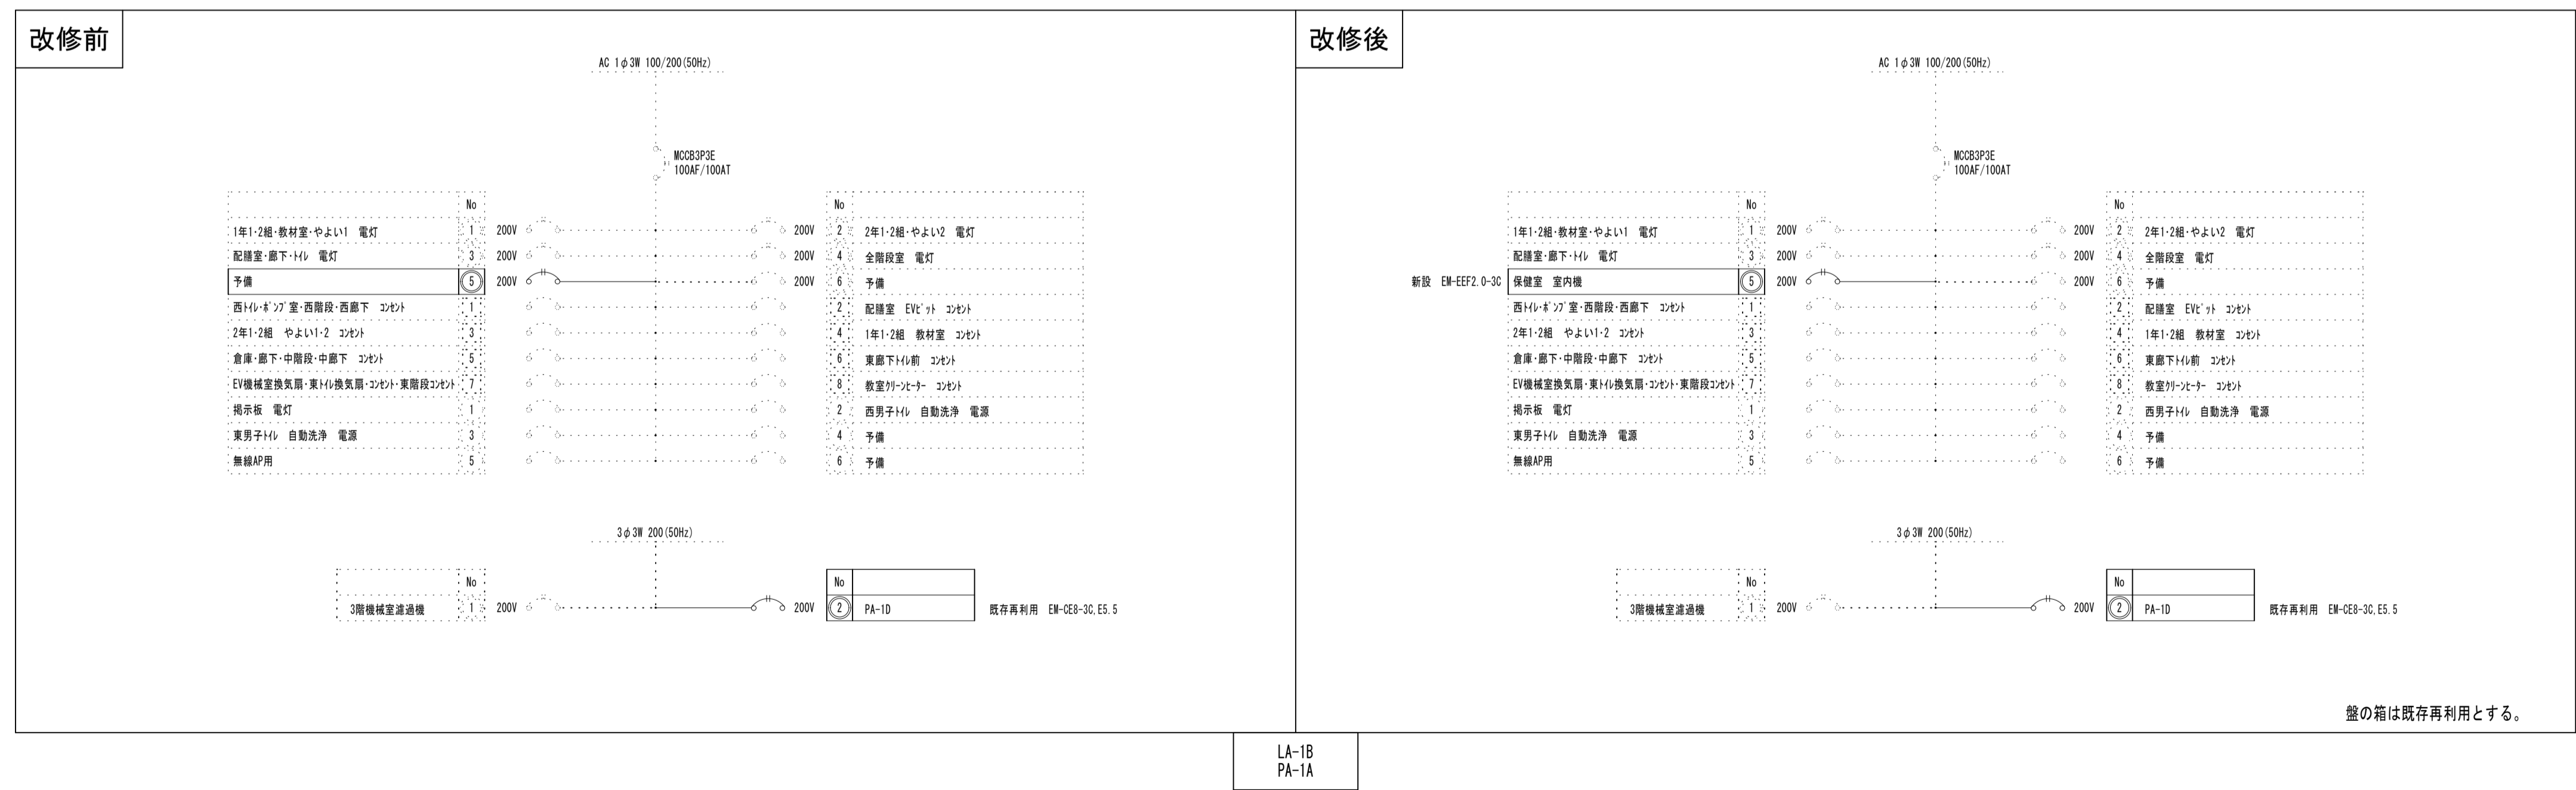 改修前
AC 1φ3W 100/200(50Hz)
MCCB3P3E
100AF/100AT
No
No
1年1・2組・教材室・やよい1 電灯 1 200V 200V 2 2年1・2組・やよい2 電灯
配膳室・廊下・ﾄｲﾚ 電灯 3 200V 200V 4 全階段室 電灯
予備 5 200V 200V 6 予備
西ﾄｲﾚ・ﾎﾟﾝﾌﾟ室・西階段・西廊下 ｺﾝｾﾝﾄ 1 2 配膳室 EVﾋﾟｯﾄ ｺﾝｾﾝﾄ
2年1・2組 やよい1・2 ｺﾝｾﾝﾄ 3 4 1年1・2組 教材室 ｺﾝｾﾝﾄ
倉庫・廊下・中階段・中廊下 ｺﾝｾﾝﾄ 5 6 東廊下ﾄｲﾚ前 ｺﾝｾﾝﾄ
EV機械室換気扇・東ﾄｲﾚ換気扇・ｺﾝｾﾝﾄ・東階段ｺﾝｾﾝﾄ 7 8 教室ｸﾘｰﾝﾋｰﾀｰ ｺﾝｾﾝﾄ
掲示板 電灯 1 2 西男子ﾄｲﾚ 自動洗浄 電源
東男子ﾄｲﾚ 自動洗浄 電源 3 4 予備
無線AP用 5 6 予備
3φ3W 200(50Hz)
No
No
3階機械室濾過機 1 200V 200V 2 PA-1D 既存再利用 EM-CE8-3C,E5.5
改修後
AC 1φ3W 100/200(50Hz)
MCCB3P3E
100AF/100AT
No
No
1年1・2組・教材室・やよい1 電灯 1 200V 200V 2 2年1・2組・やよい2 電灯
配膳室・廊下・ﾄｲﾚ 電灯 3 200V 200V 4 全階段室 電灯
新設 EM-EEF2.0-3C 保健室 室内機 5 200V 200V 6 予備
西ﾄｲﾚ・ﾎﾟﾝﾌﾟ室・西階段・西廊下 ｺﾝｾﾝﾄ 1 2 配膳室 EVﾋﾟｯﾄ ｺﾝｾﾝﾄ
2年1・2組 やよい1・2 ｺﾝｾﾝﾄ 3 4 1年1・2組 教材室 ｺﾝｾﾝﾄ
倉庫・廊下・中階段・中廊下 ｺﾝｾﾝﾄ 5 6 東廊下ﾄｲﾚ前 ｺﾝｾﾝﾄ
EV機械室換気扇・東ﾄｲﾚ換気扇・ｺﾝｾﾝﾄ・東階段ｺﾝｾﾝﾄ 7 8 教室ｸﾘｰﾝﾋｰﾀｰ ｺﾝｾﾝﾄ
掲示板 電灯 1 2 西男子ﾄｲﾚ 自動洗浄 電源
東男子ﾄｲﾚ 自動洗浄 電源 3 4 予備
無線AP用 5 6 予備
3φ3W 200(50Hz)
No
No
3階機械室濾過機 1 200V 200V 2 PA-1D 既存再利用 EM-CE8-3C,E5.5
盤の箱は既存再利用とする。
LA-1B
PA-1A